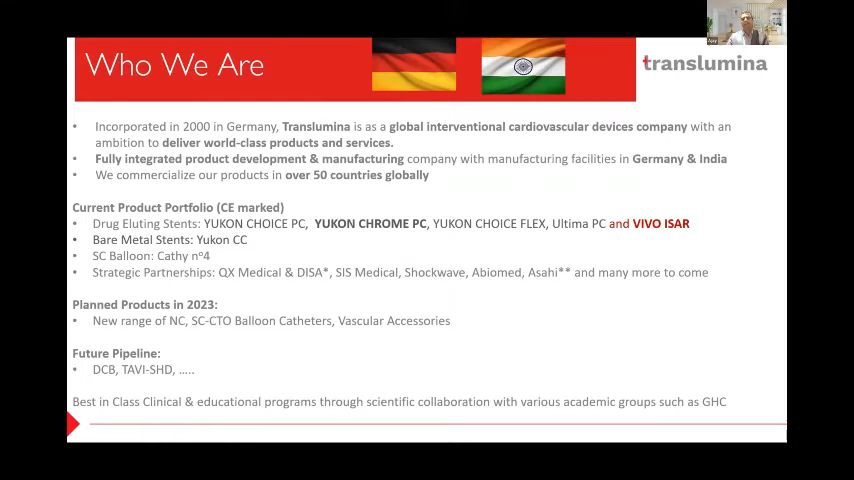 Who We Are
translumina
• Incorporated in 2000 in Germany, Translumina is as a global interventional cardiovascular devices company with an
ambition to deliver world-class products and services.
• Fully integrated product development & manufacturing company with manufacturing facilities in Germany & India
• We commercialize our products in over 50 countries globally
Current Product Portfolio (CE marked)
• Drug Eluting Stents: YUKON CHOICE PC, YUKON CHROME PC, YUKON CHOICE FLEX, Ultima PC and VIVO ISAR
• Bare Metal Stents: Yukon CC
• SC Balloon: Cathy nº4
• Strategic Partnerships: QX Medical & DISA*, SIS Medical, Shockwave, Abiomed, Asahi** and many more to come
Planned Products in 2023:
• New range of NC, SC-CTO Balloon Catheters, Vascular Accessories
Future Pipeline:
• DCB, TAVI-SHD, …..
Best in Class Clinical & educational programs through scientific collaboration with various academic groups such as GHC